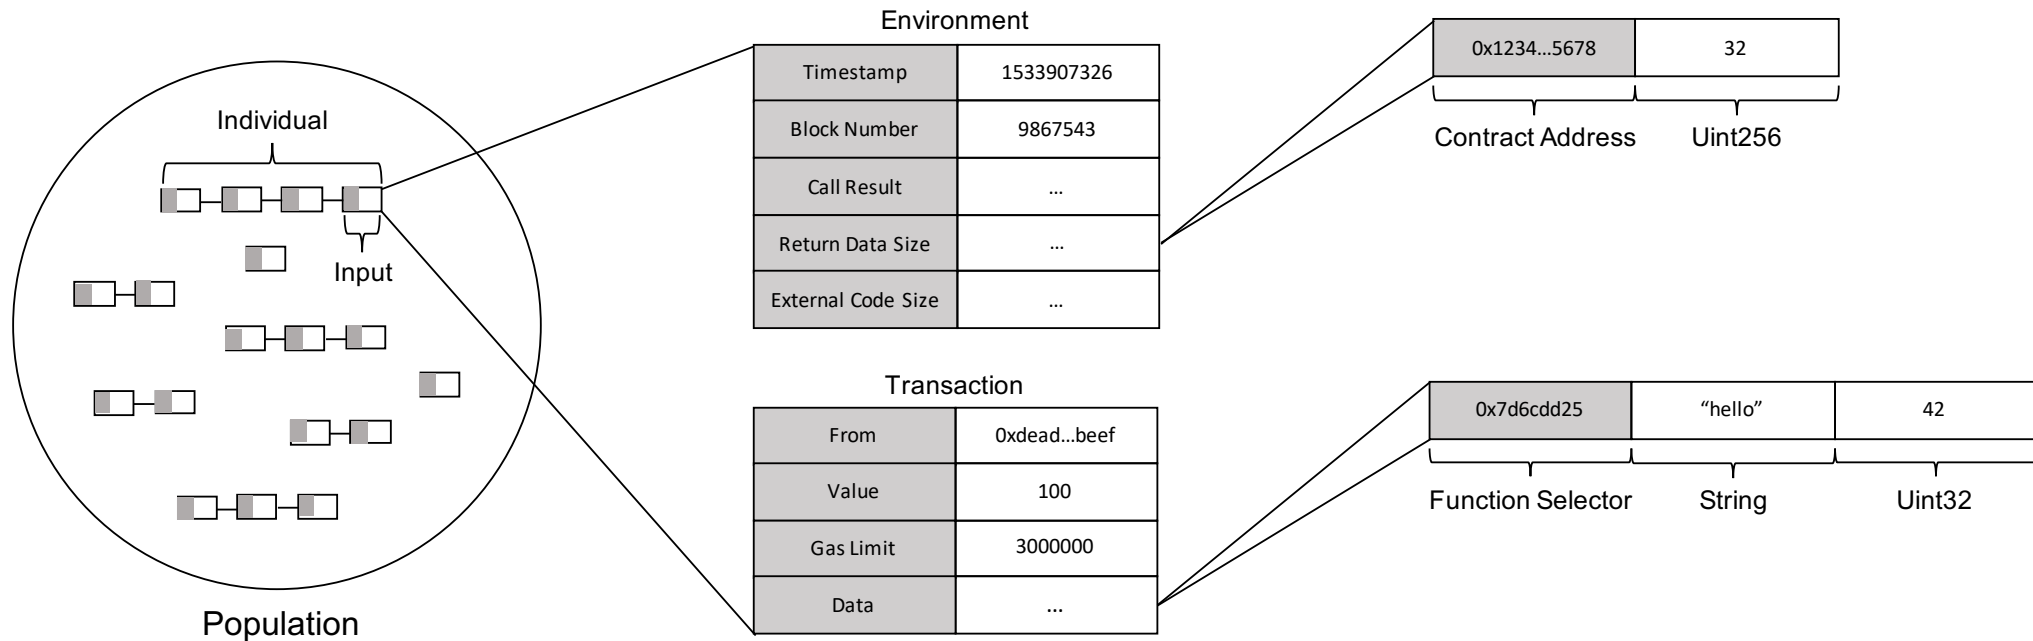 Individual
Input
Population
Environment
Timestamp 1533907326
Block Number 9867543
Call Result ...
Return Data Size ...
External Code Size ...
Transaction
From 0xdead...beef
Value 100
Gas Limit 3000000
Data ...
0x1234...5678 32
Contract Address Uint256
0x7d6cdd25 “hello” 42
Function Selector String Uint32